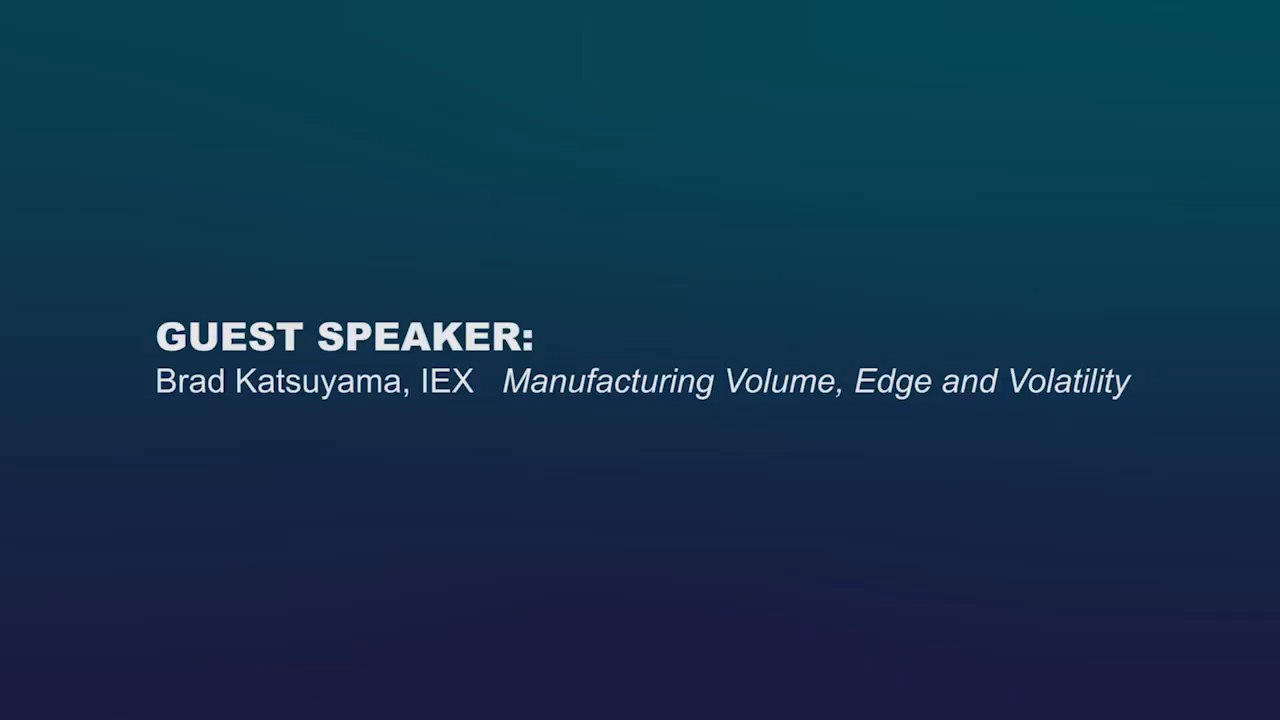 GUEST SPEAKER:
Brad Katsuyama, IEX Manufacturing Volume, Edge and Volatility